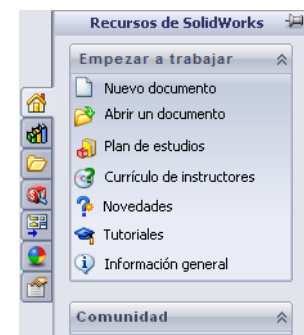 Recursos de SolidWorks
Empezar a trabajar
Nuevo documento
Abrir un documento
Plan de estudios
Currículo de instructores
Novedades
Tutoriales
Información general
Comunidad